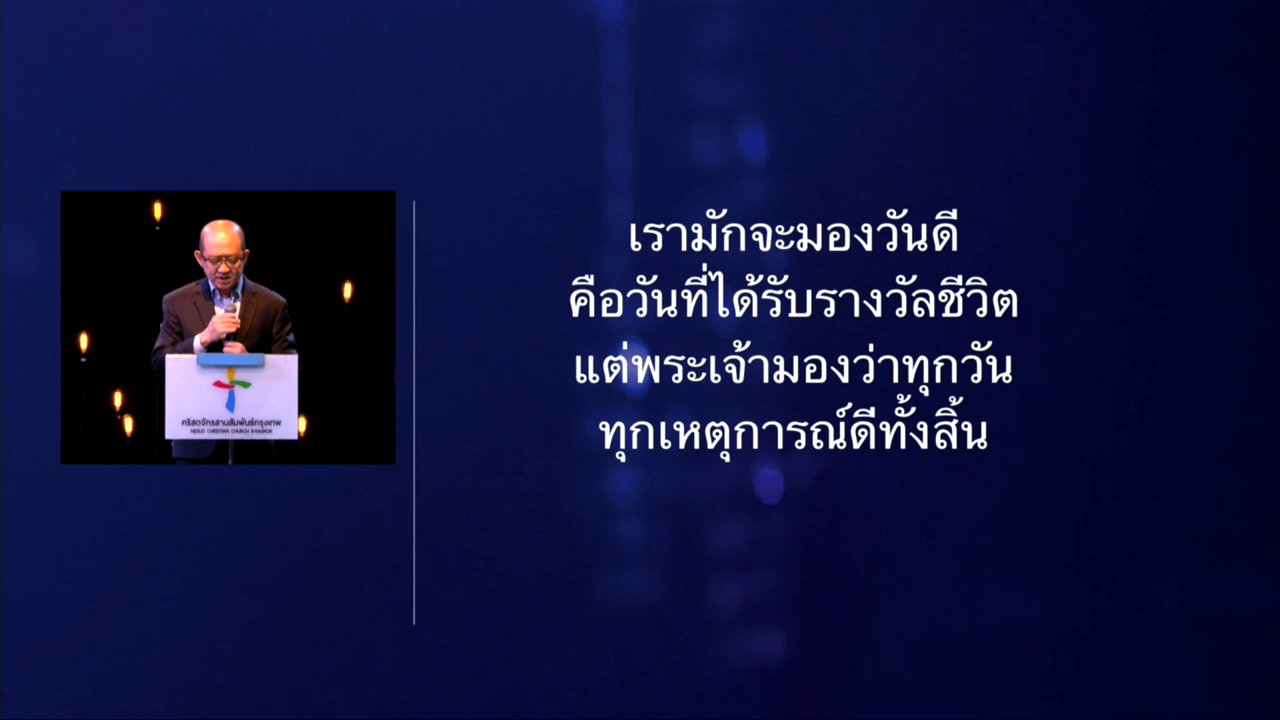 เรามักจะมองวันดี
คือวันที่ได้รับรางวัลชีวิต
แต่พระเจ้ามองว่าทุกวัน
ทุกเหตุการณ์ดีทั้งสิ้น
คริสตจักรสานสัมพันธ์กรุงเทพ
NEXUS CHRISTIAN CHURCH BANGKOK